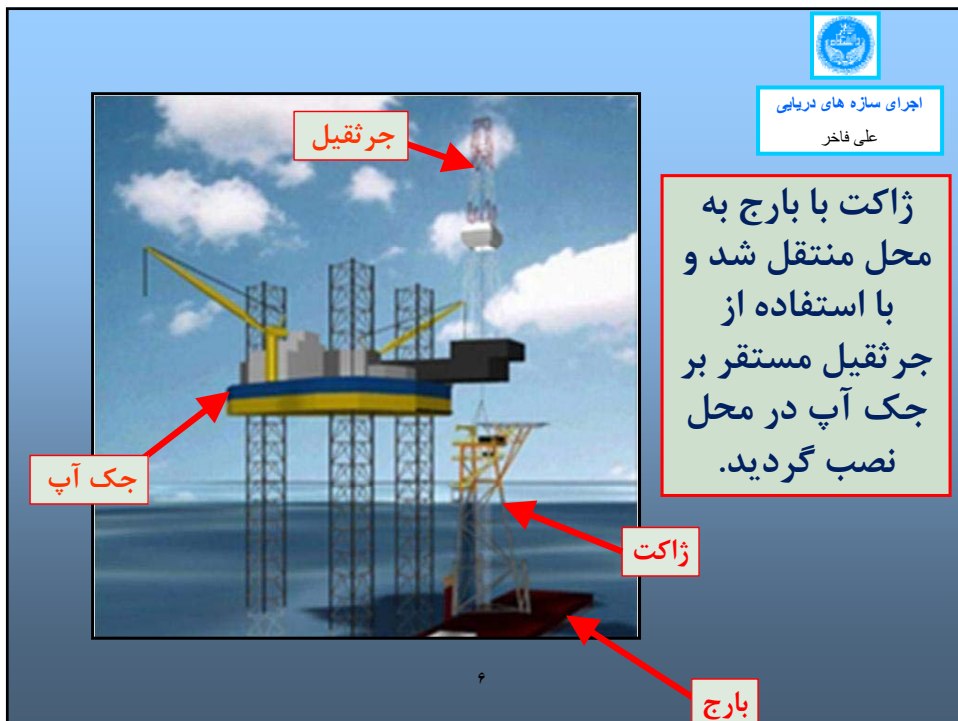 اجرای سازه های دریایی
علی فاخر
جرثقیل
ژاکت با بارج به
محل منتقل شد و
با استفاده از
جرثقیل مستقر بر
جک آپ در محل
نصب گردید.
جک آپ
ژاکت
بارج
۶